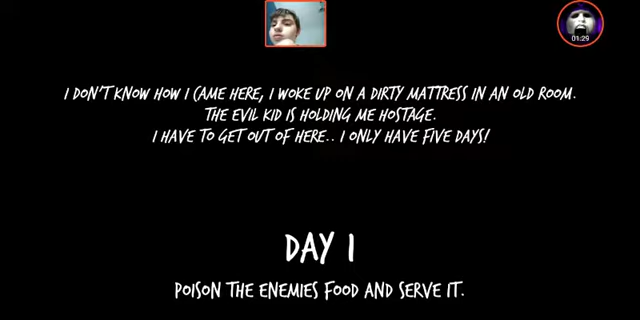 01:29
I DON'T KNOW HOW I CAME HERE, I WOKE UP ON A DIRTY MATTRESS IN AN OLD ROOM.
THE EVIL KID IS HOLDING ME HOSTAGE.
I HAVE TO GET OUT OF HERE.. I ONLY HAVE FIVE DAYS!
DAY 1
POISON THE ENEMIES FOOD AND SERVE IT.